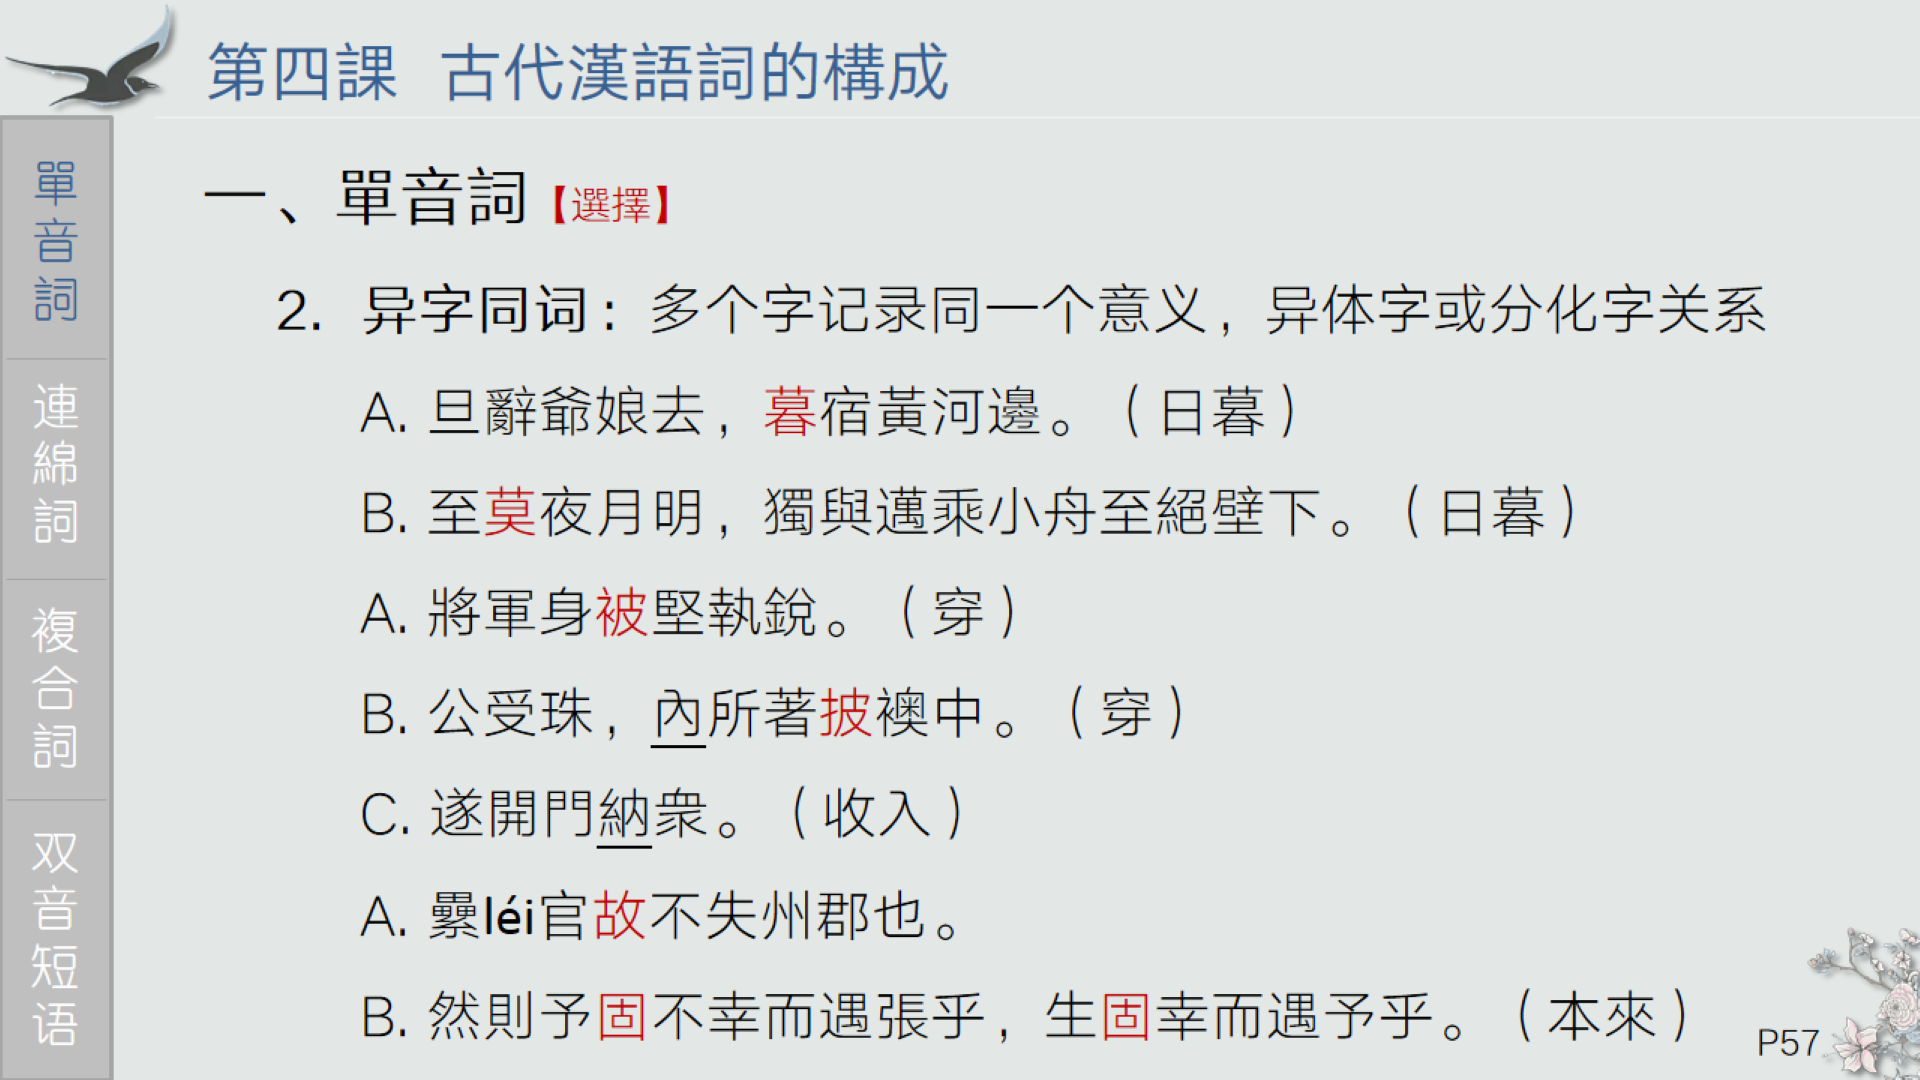 第四課 古代漢語詞的構成
單音詞
連綿詞
複合詞
双音短语
一、單音詞【選擇】
2. 异字同词：多个字记录同一个意义，异体字或分化字关系
A. 旦辭爺娘去，暮宿黃河邊。（日暮）
B. 至莫夜月明，獨與邁乘小舟至絕壁下。（日暮）
A. 將軍身被堅執銳。（穿）
B. 公受珠，內所著披襖中。（穿）
C. 遂開門納衆。（收入）
A. 纍léi官故不失州郡也。
B. 然則予固不幸而遇張乎，生固幸而遇予乎。（本來）
P57